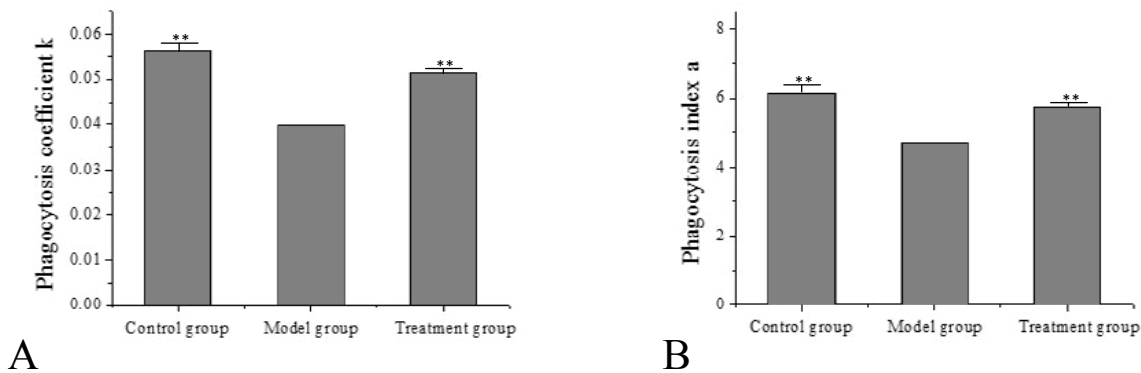 Phagocytosis coefficient k
0.06
0.05
0.04
0.03
0.02
0.01
0.00
**
**
Control group
Model group
Treatment group
A
Phagocytosis index a
8
6
4
2
0
**
**
Control group
Model group
Treatment group
B